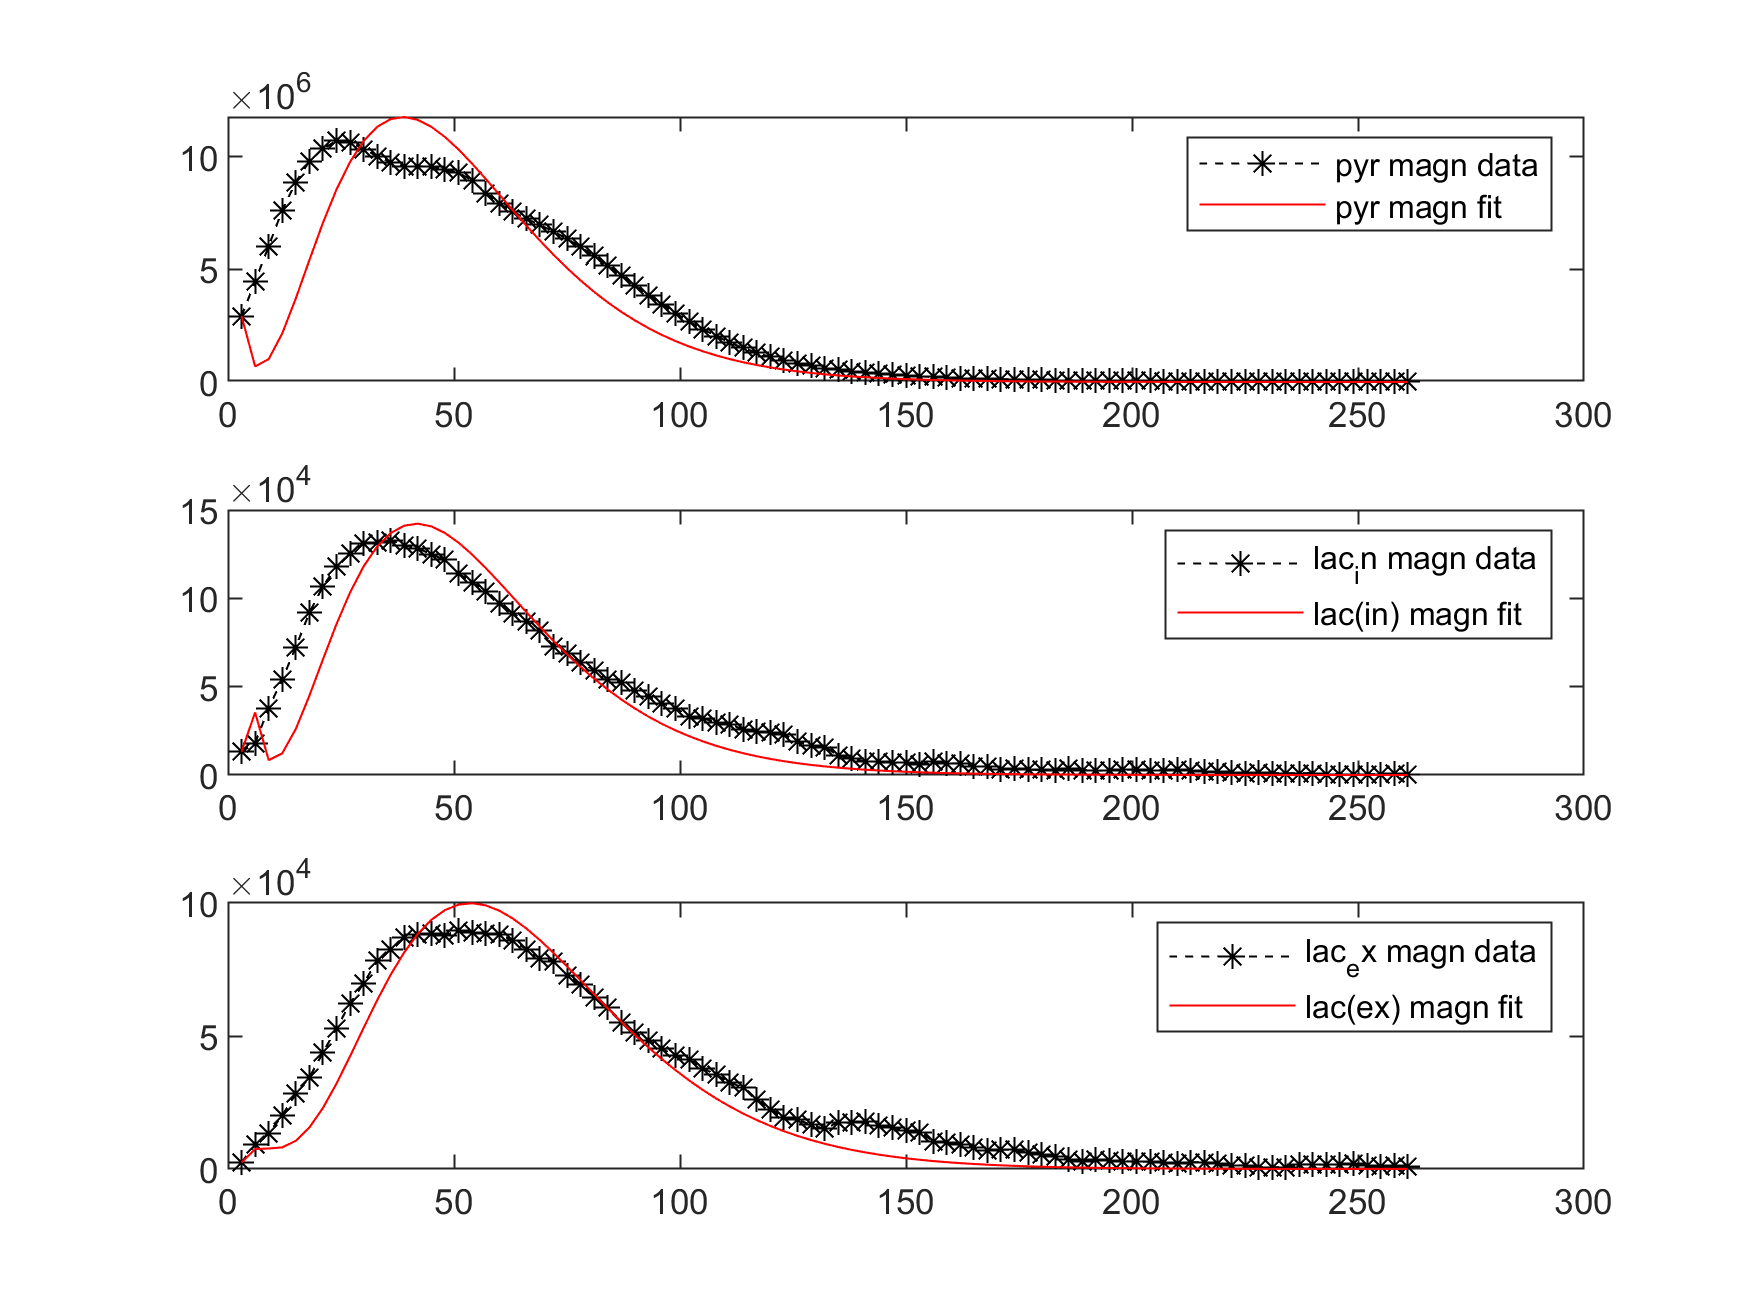 ×10^6
10
5
0
0 50 100 150 200 250 300
pyr magn data
pyr magn fit
×10^4
15
10
5
0
0 50 100 150 200 250 300
lac_in magn data
lac(in) magn fit
×10^4
10
5
0
0 50 100 150 200 250 300
lac_ex magn data
lac(ex) magn fit